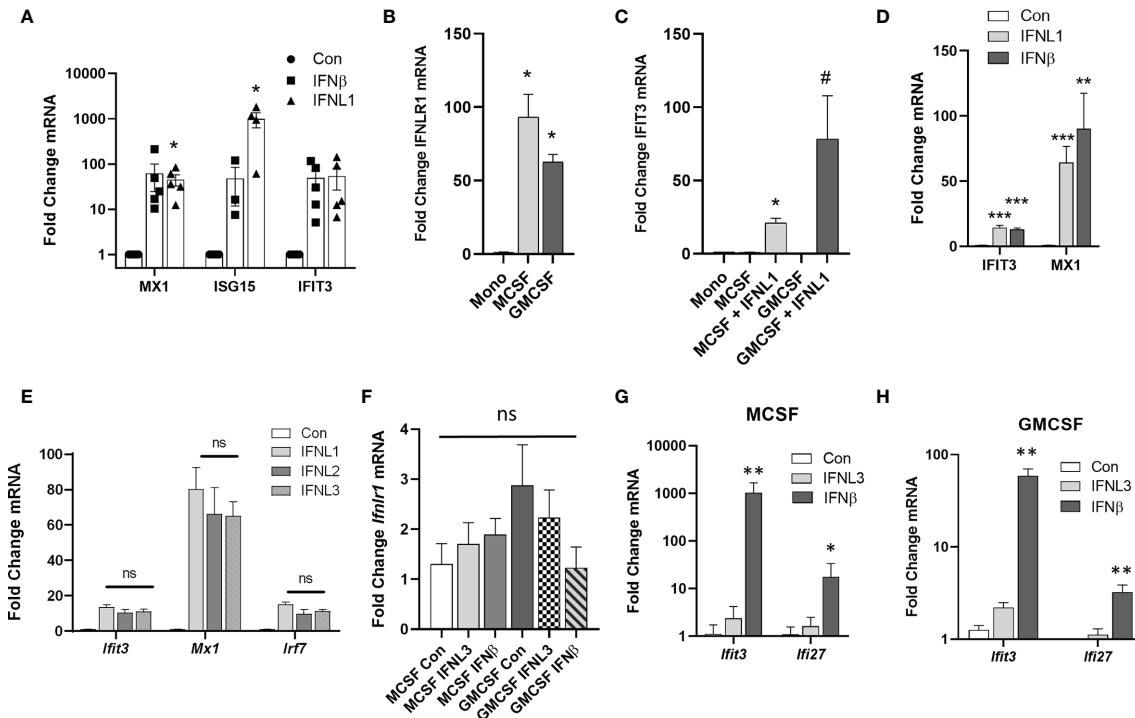 A
Fold Change mRNA
10000
1000
100
10
1
Con
IFNβ
IFNL1
*
*
MX1
ISG15
IFIT3
B
Fold Change IFNLR1 mRNA
150
100
50
0
*
*
Mono
MCSF
GMCSF
C
Fold Change IFIT3 mRNA
150
100
50
0
*
#
Mono
MCSF
MCSF + IFNL1
GMCSF
GMCSF + IFNL1
D
Con
IFNL1
IFNβ
Fold Change mRNA
150
100
50
0
***
***
***
**
IFIT3
MX1
E
Fold Change mRNA
100
80
60
40
20
0
Con
IFNL1
IFNL2
IFNL3
ns
ns
ns
Ifit3
Mx1
Irf7
F
Fold Change Ifnlr1 mRNA
4
3
2
1
0
ns
MCSF Con
MCSF IFNL3
MCSF IFNβ
GMCSF Con
GMCSF IFNL3
GMCSF IFNβ
G
MCSF
Fold Change mRNA
10000
1000
100
10
1
Con
IFNL3
IFNβ
**
*
Ifit3
Ifi27
H
GMCSF
Fold Change mRNA
100
10
1
Con
IFNL3
IFNβ
**
**
Ifit3
Ifi27